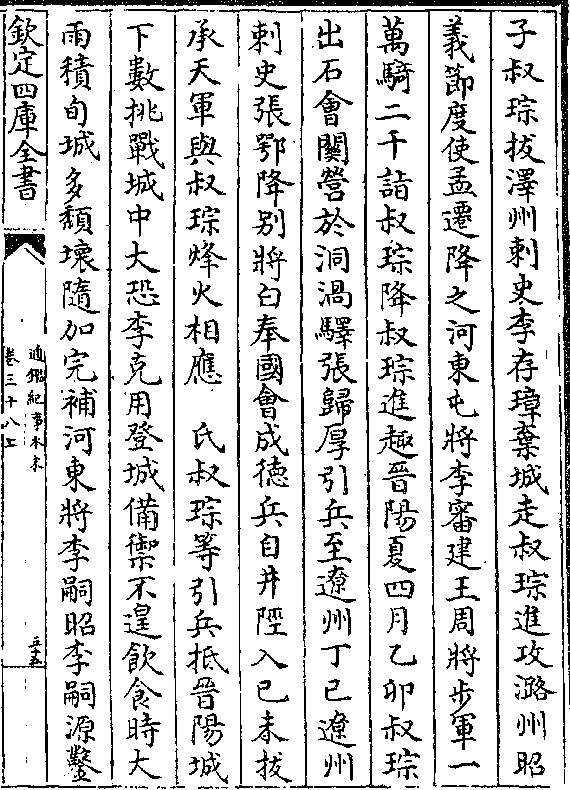 子叔琮拔澤州刺史李存璋棄城走叔琮進攻潞州昭
義節度使孟遷降之河東屯將李審建王周將步軍一
萬騎二千詣叔琮降叔琮進趣晉陽夏四月乙卯叔琮
出石會關營於洞渦驛張歸厚引兵至遼州丁巳遼州
刺史張鄂降别將白奉國會成德兵自井陘入己未拔
承天軍與叔琮烽火相應　氏叔琮等引兵抵晉陽城
下數挑戰城中大恐李克用登城備禦不遑飲食時大
雨積旬城多頽壞隨加完補河東將李嗣昭李嗣源鑿
欽定四庫全書
通鑑紀事本末
卷三十八上
三十五